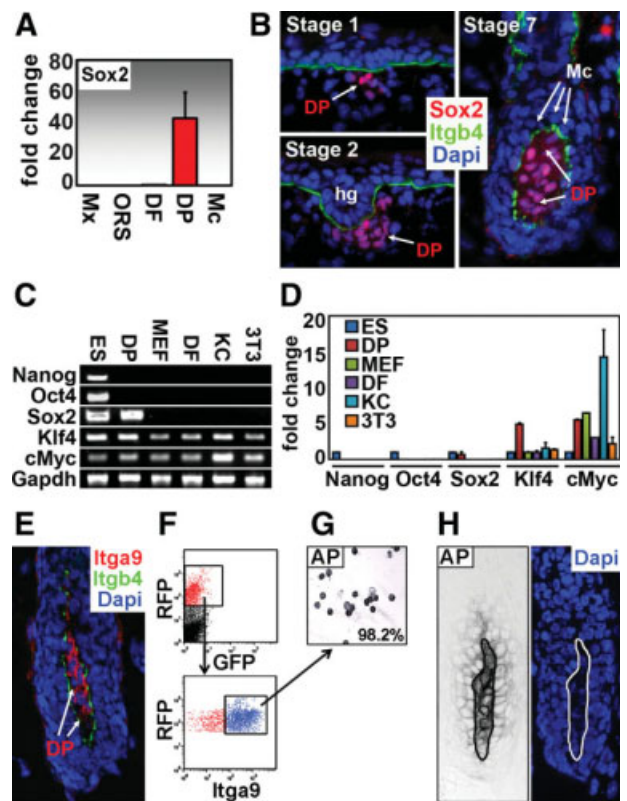 A
Sox2
fold change
80
60
40
20
0
Mx
ORS
DF
DP
Mc
B
Stage 1
DP
Stage 2
hg
DP
Stage 7
Mc
DP
Sox2
Itgb4
Dapi
C
ES
DP
MEF
DF
KC
3T3
Nanog
Oct4
Sox2
Klf4
cMyc
Gapdh
D
fold change
20
15
10
5
0
ES
DP
MEF
DF
KC
3T3
Nanog Oct4 Sox2 Klf4 cMyc
E
Itga9
Itgb4
Dapi
DP
F
RFP
GFP
RFP
Itga9
G
AP
98.2%
H
AP
Dapi